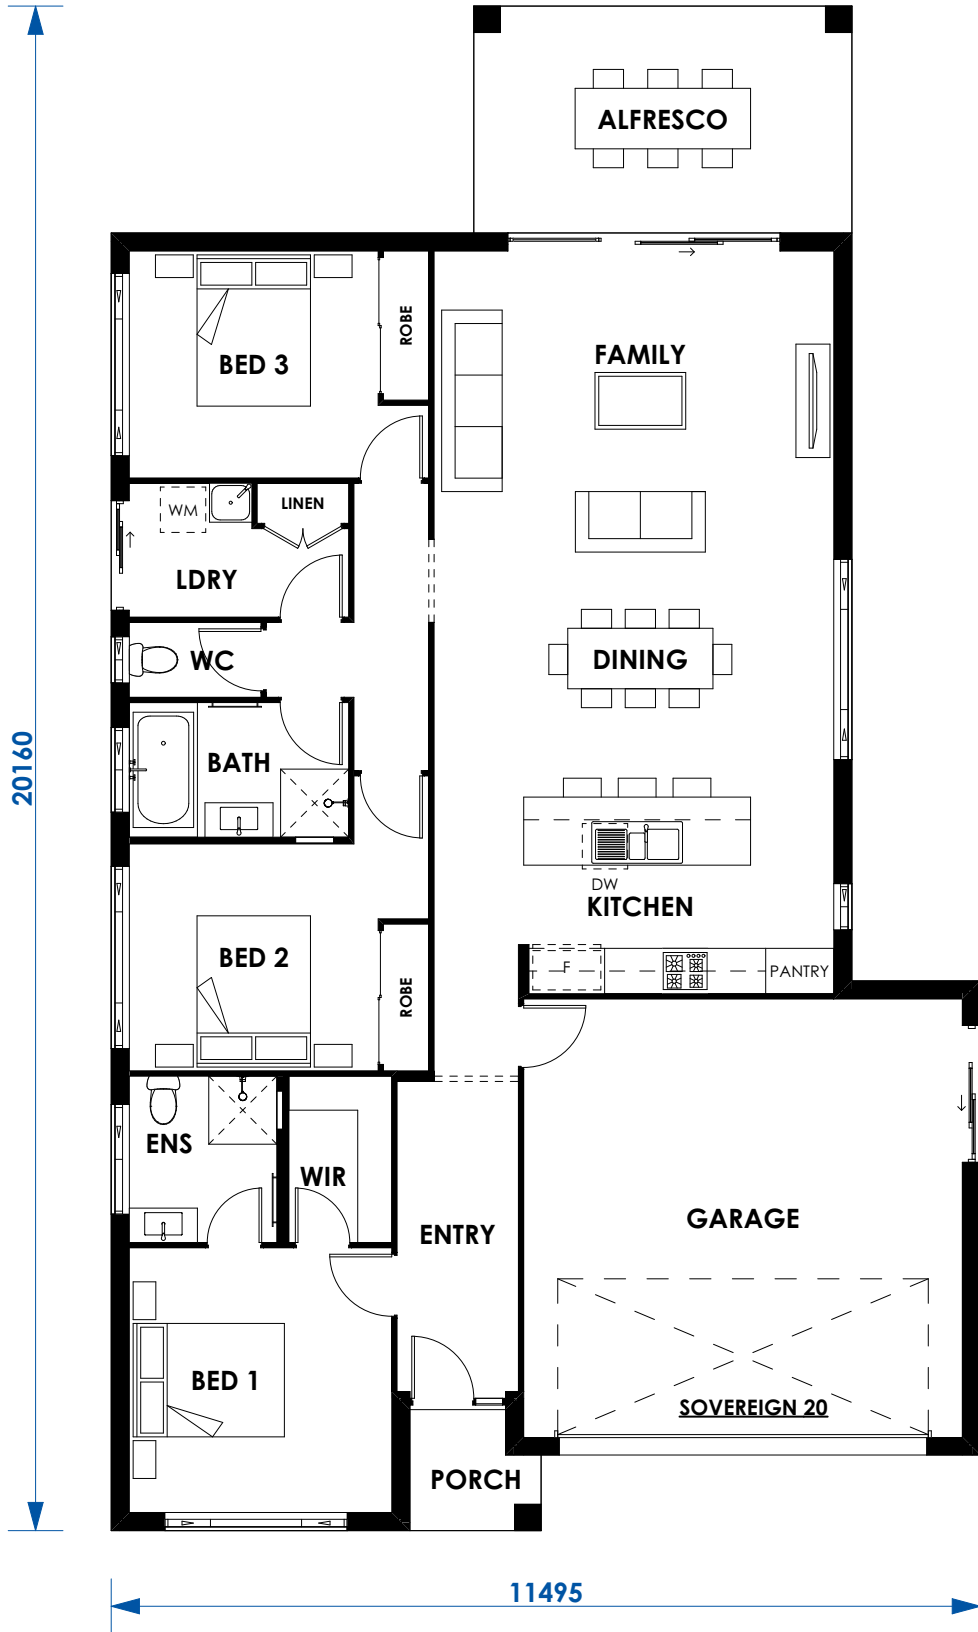 ALFRESCO
FAMILY
BED 3
ROBE
LINEN
WM
LDRY
WC
DINING
BATH
20160
DW
KITCHEN
BED 2
F
PANTRY
ROBE
ENS
WIR
ENTRY
GARAGE
BED 1
SOVEREIGN 20
PORCH
11495